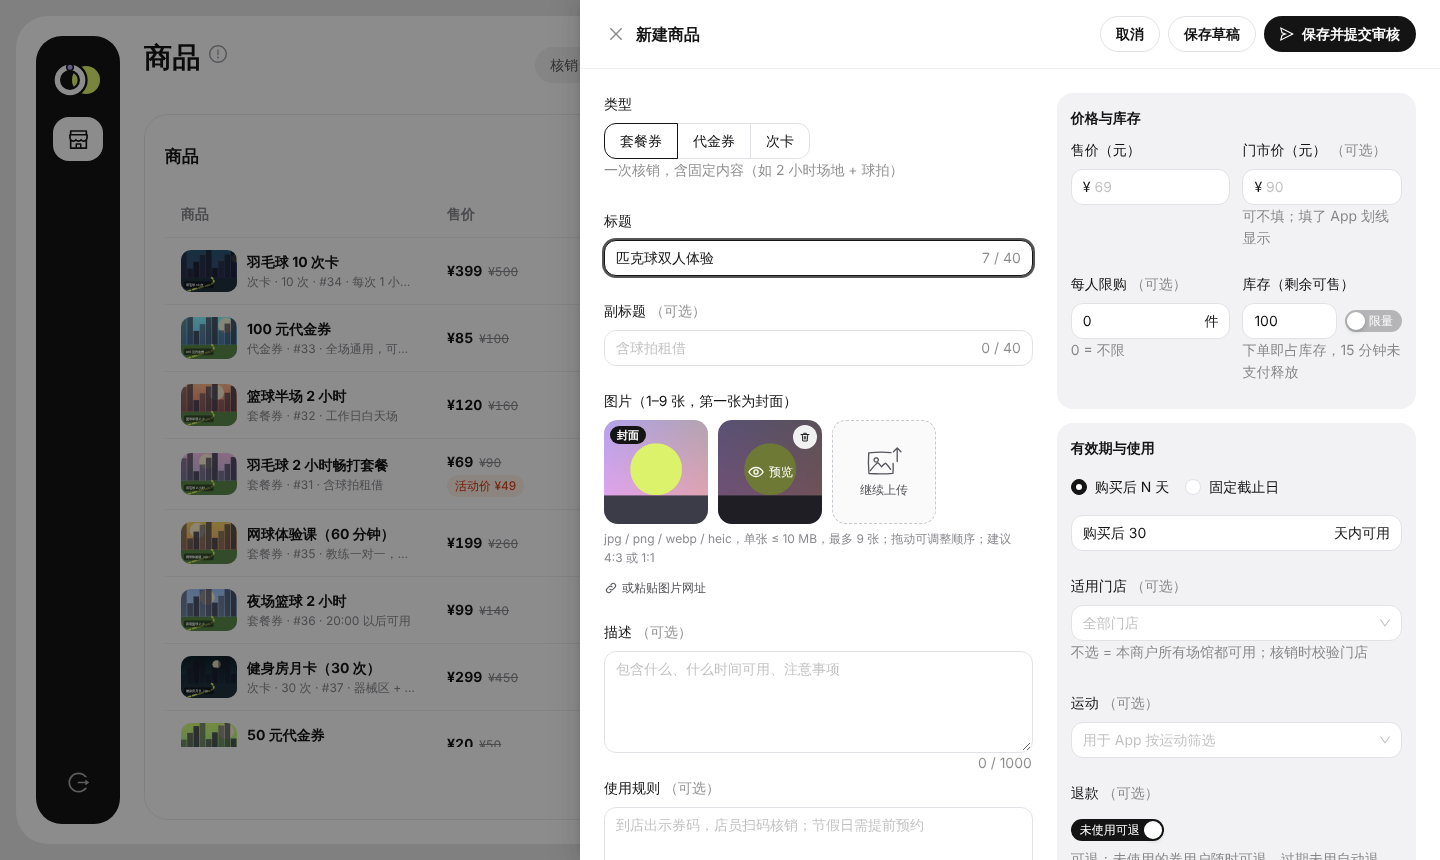 商品
核销
商品
商品
售价
羽毛球 10 次卡
次卡 · 10 次 · #34 · 每次 1 小...
¥399 ¥500
100 元代金券
代金券 · #33 · 全场通用，可...
¥85 ¥100
篮球半场 2 小时
套餐券 · #32 · 工作日白天场
¥120 ¥160
羽毛球 2 小时畅打套餐
套餐券 · #31 · 含球拍租借
¥69 ¥90
活动价 ¥49
网球体验课（60 分钟）
套餐券 · #35 · 教练一对一，...
¥199 ¥260
夜场篮球 2 小时
套餐券 · #36 · 20:00 以后可用
¥99 ¥140
健身房月卡（30 次）
次卡 · 30 次 · #37 · 器械区 + ...
¥299 ¥450
50 元代金券
¥20 ¥50
新建商品
取消
保存草稿
保存并提交审核
类型
套餐券
代金券
次卡
一次核销，含固定内容（如 2 小时场地 + 球拍）
标题
匹克球双人体验
7 / 40
副标题 （可选）
含球拍租借
0 / 40
图片（1–9 张，第一张为封面）
封面
预览
继续上传
jpg / png / webp / heic，单张 ≤ 10 MB，最多 9 张；拖动可调整顺序；建议
4:3 或 1:1
或粘贴图片网址
描述 （可选）
包含什么、什么时间可用、注意事项
0 / 1000
使用规则 （可选）
到店出示券码，店员扫码核销；节假日需提前预约
价格与库存
售价（元）
¥ 69
门市价（元） （可选）
¥ 90
可不填；填了 App 划线
显示
每人限购 （可选）
0
件
0 = 不限
库存（剩余可售）
100
限量
下单即占库存，15 分钟未
支付释放
有效期与使用
购买后 N 天
固定截止日
购买后 30
天内可用
适用门店 （可选）
全部门店
不选 = 本商户所有场馆都可用；核销时校验门店
运动 （可选）
用于 App 按运动筛选
退款 （可选）
未使用可退
可退：未使用的券用户随时可退，过期未用自动退